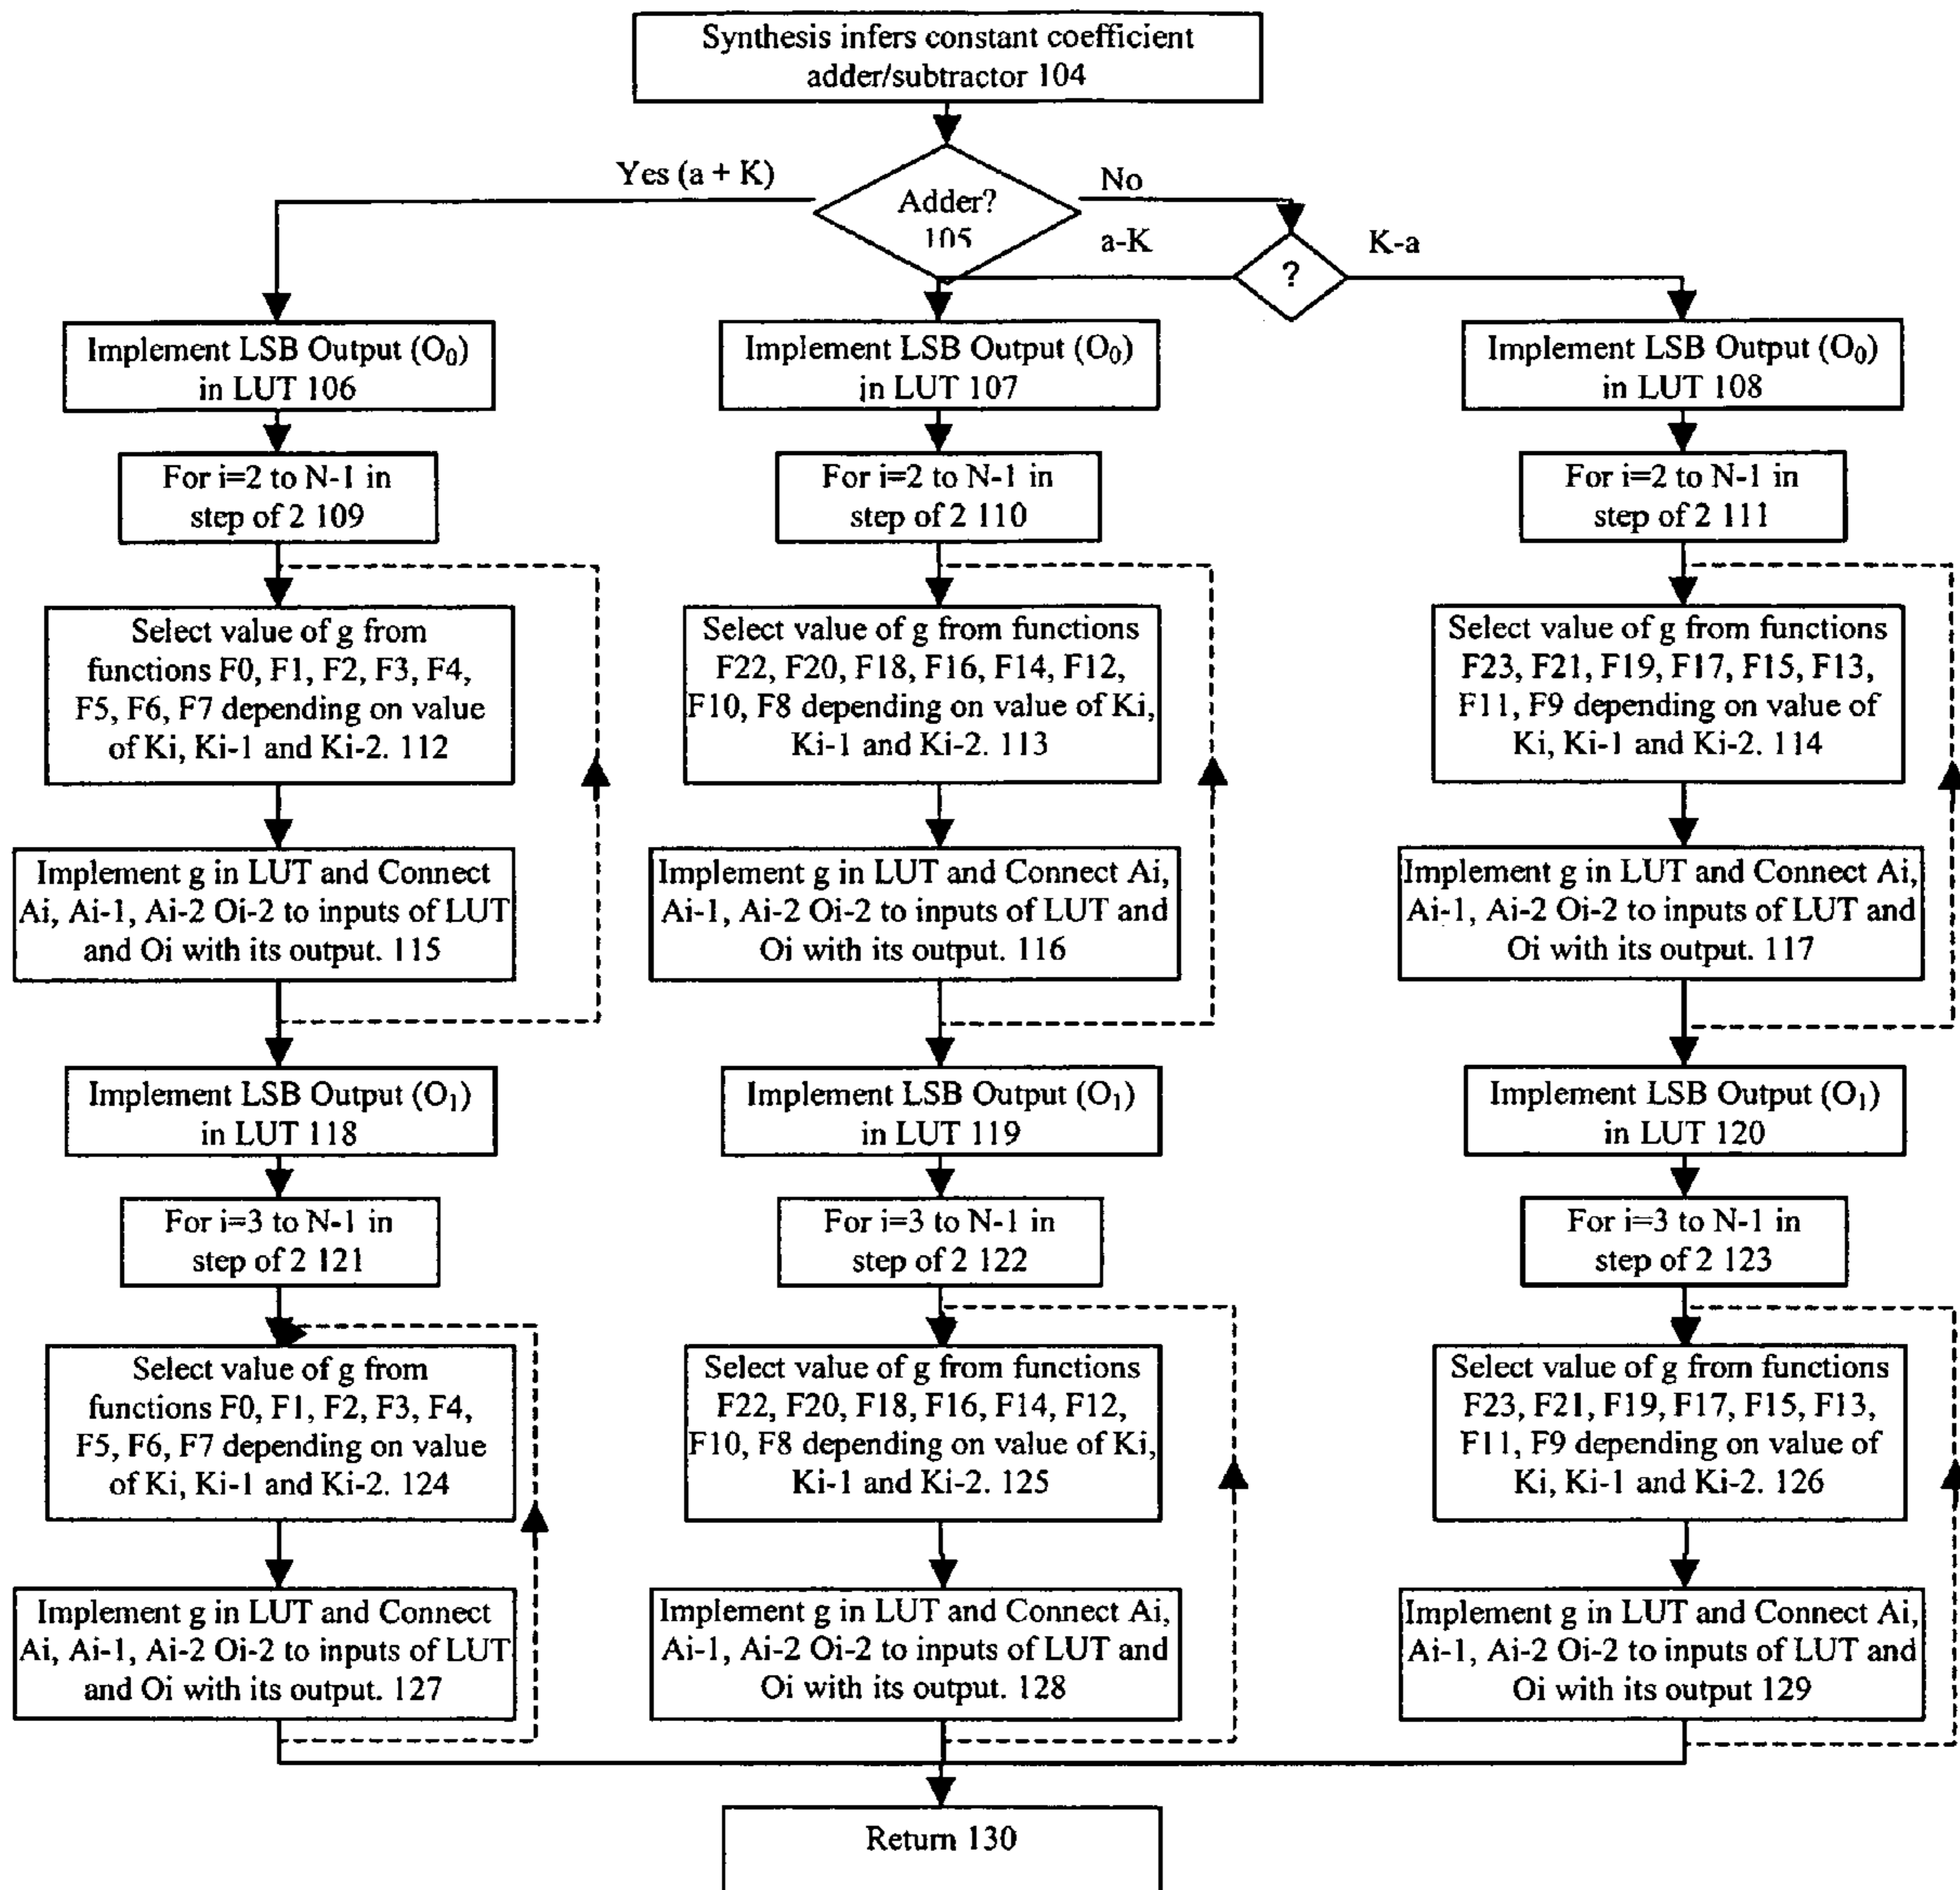 Synthesis infers constant coefficient
adder/subtractor 104
Yes (a + K)
Adder?
105
No
a-K
?
K-a
Implement LSB Output (O₀)
in LUT 106
Implement LSB Output (O₀)
in LUT 107
Implement LSB Output (O₀)
in LUT 108
For i=2 to N-1 in
step of 2 109
For i=2 to N-1 in
step of 2 110
For i=2 to N-1 in
step of 2 111
Select value of g from
functions F0, F1, F2, F3, F4,
F5, F6, F7 depending on value
of Ki, Ki-1 and Ki-2. 112
Select value of g from functions
F22, F20, F18, F16, F14, F12,
F10, F8 depending on value of Ki,
Ki-1 and Ki-2. 113
Select value of g from functions
F23, F21, F19, F17, F15, F13,
F11, F9 depending on value of
Ki, Ki-1 and Ki-2. 114
Implement g in LUT and Connect
Ai, Ai-1, Ai-2 Oi-2 to inputs of LUT
and Oi with its output. 115
Implement g in LUT and Connect Ai,
Ai-1, Ai-2 Oi-2 to inputs of LUT and
Oi with its output. 116
Implement g in LUT and Connect Ai,
Ai-1, Ai-2 Oi-2 to inputs of LUT and
Oi with its output. 117
Implement LSB Output (O₁)
in LUT 118
Implement LSB Output (O₁)
in LUT 119
Implement LSB Output (O₁)
in LUT 120
For i=3 to N-1 in
step of 2 121
For i=3 to N-1 in
step of 2 122
For i=3 to N-1 in
step of 2 123
Select value of g from
functions F0, F1, F2, F3, F4,
F5, F6, F7 depending on value
of Ki, Ki-1 and Ki-2. 124
Select value of g from functions
F22, F20, F18, F16, F14, F12,
F10, F8 depending on value of Ki,
Ki-1 and Ki-2. 125
Select value of g from functions
F23, F21, F19, F17, F15, F13,
F11, F9 depending on value of
Ki, Ki-1 and Ki-2. 126
Implement g in LUT and Connect
Ai, Ai-1, Ai-2 Oi-2 to inputs of LUT
and Oi with its output. 127
Implement g in LUT and Connect Ai,
Ai-1, Ai-2 Oi-2 to inputs of LUT and
Oi with its output. 128
Implement g in LUT and Connect Ai,
Ai-1, Ai-2 Oi-2 to inputs of LUT and
Oi with its output 129
Return 130